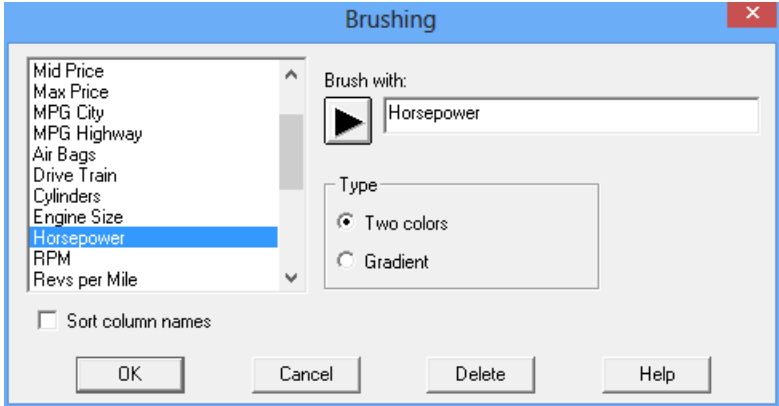 Brushing
Mid Price
Max Price
MPG City
MPG Highway
Air Bags
Drive Train
Cylinders
Engine Size
Horsepower
RPM
Revs per Mile
Sort column names
Brush with:
Horsepower
Type
Two colors
Gradient
OK
Cancel
Delete
Help